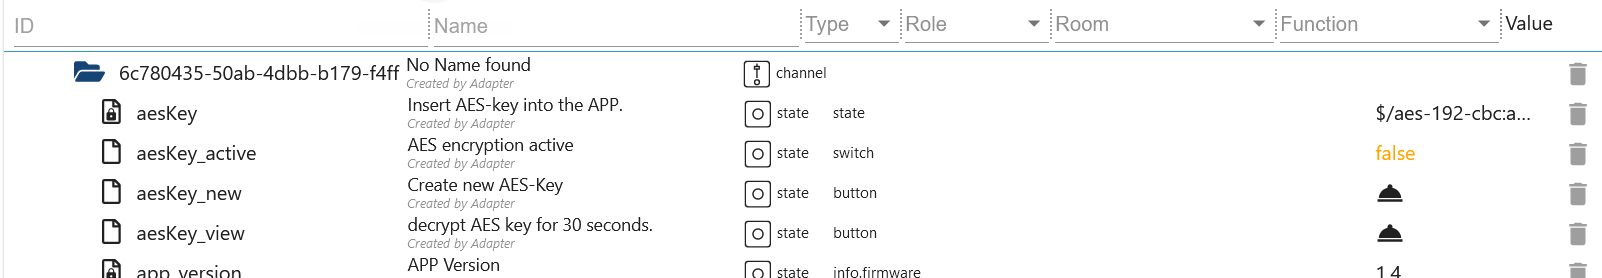 ID Name Type Role Room Function Value
6c780435-50ab-4dbb-b179-f4ff No Name found channel
Created by Adapter
aesKey Insert AES-key into the APP. state state $/aes-192-cbc:a...
Created by Adapter
aesKey_active AES encryption active state switch false
Created by Adapter
aesKey_new Create new AES-Key state button
Created by Adapter
aesKey_view decrypt AES key for 30 seconds. state button
Created by Adapter
app_version APP Version state info.firmware 1.4